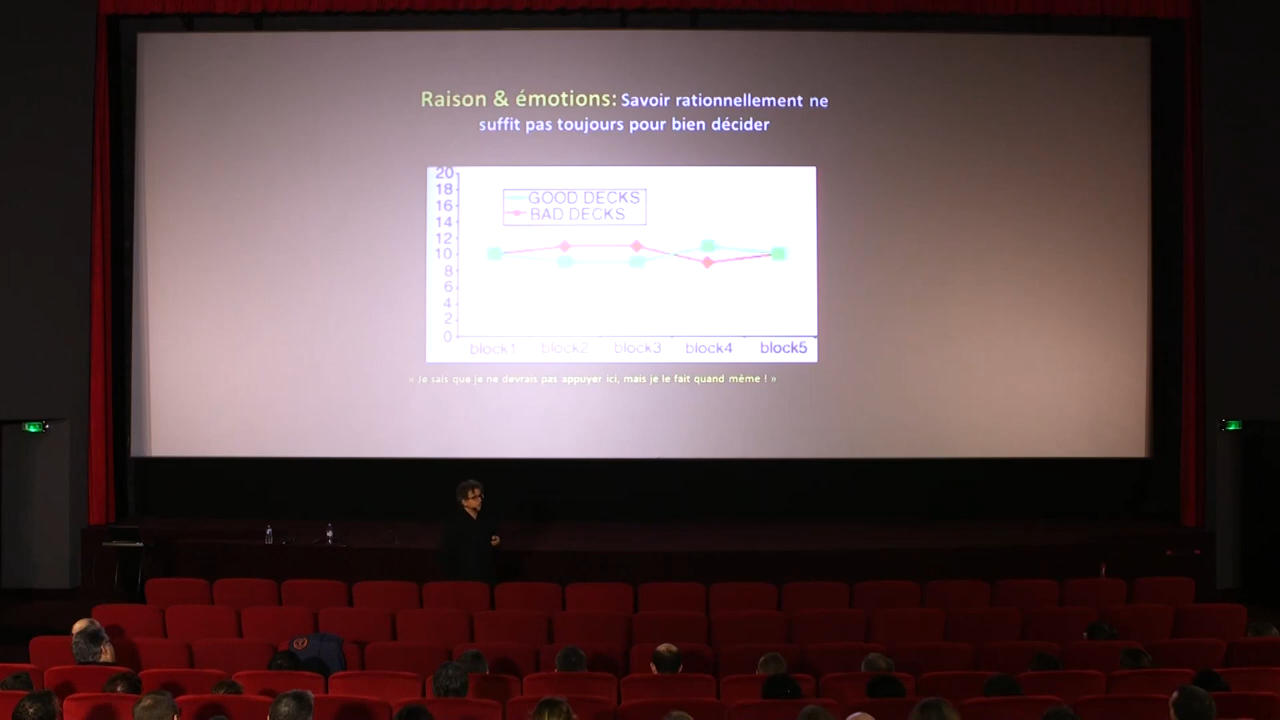 Raison & émotions: Savoir rationnellement ne
suffit pas toujours pour bien décider
20
18
16
14
12
10
8
6
4
2
0
GOOD DECKS
BAD DECKS
block1 block2 block3 block4 block5
« Je sais que je ne devrais pas appuyer ici, mais je le fait quand même ! »